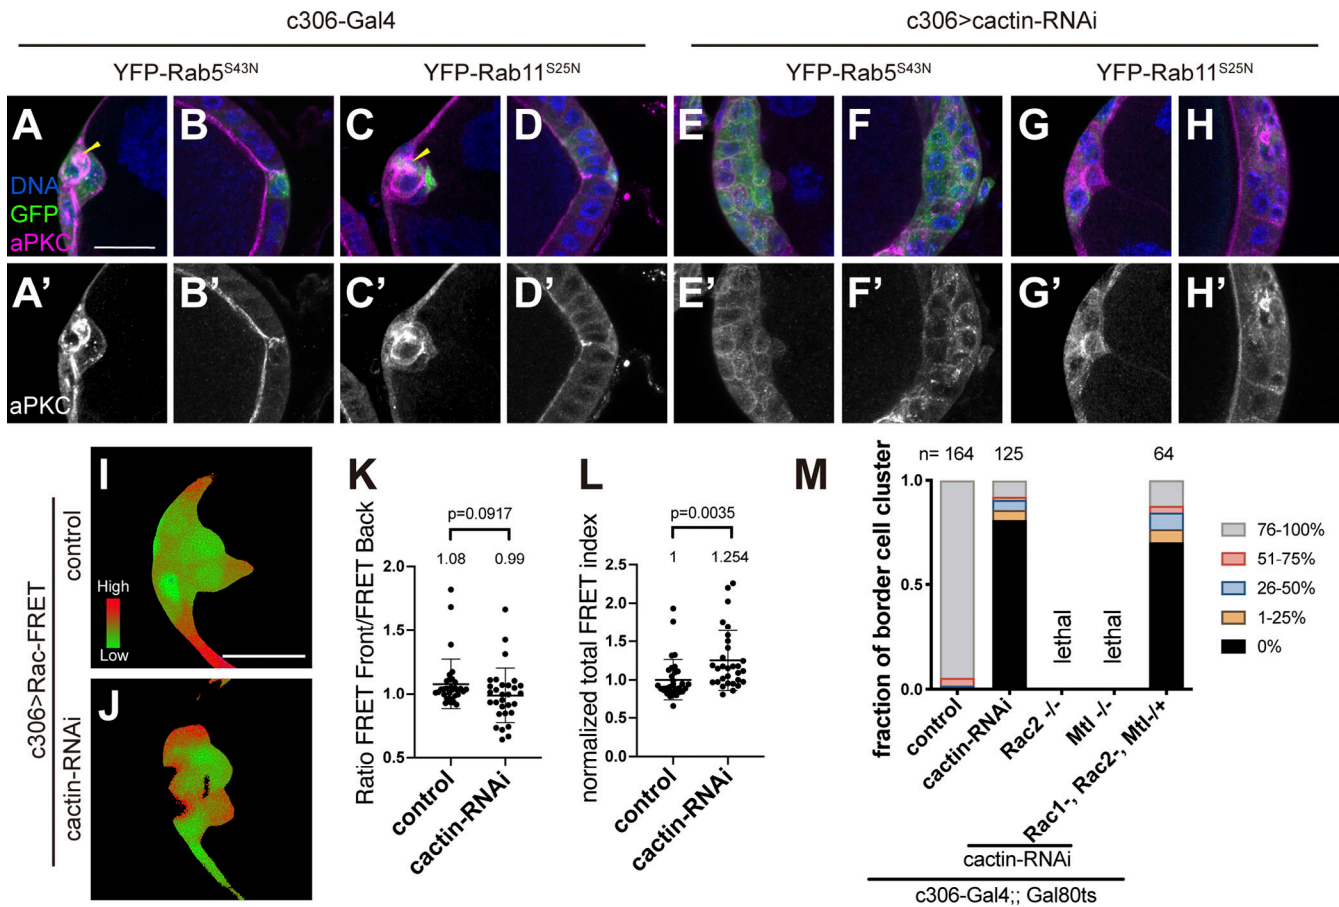 c306-Gal4
c306>cactin-RNAi
YFP-Rab5S43N
YFP-Rab11S25N
YFP-Rab5S43N
YFP-Rab11S25N
A
B
C
D
E
F
G
H
DNA
GFP
aPKC
A’
B’
C’
D’
E’
F’
G’
H’
aPKC
I
control
High
Low
J
cactin-RNAi
c306>Rac-FRET
K
Ratio FRET Front/FRET Back
p=0.0917
1.08
0.99
2.0
1.5
1.0
0.5
control
cactin-RNAi
L
normalized total FRET index
p=0.0035
1
1.254
2.5
2.0
1.5
1.0
0.5
0.0
control
cactin-RNAi
M
fraction of border cell cluster
n= 164
125
64
1.0
0.5
0.0
lethal
lethal
76-100%
51-75%
26-50%
1-25%
0%
control
cactin-RNAi
Rac2 -/-
Mtl -/-
Rac1-, Rac2-, Mtl-/+
cactin-RNAi
c306-Gal4;; Gal80ts